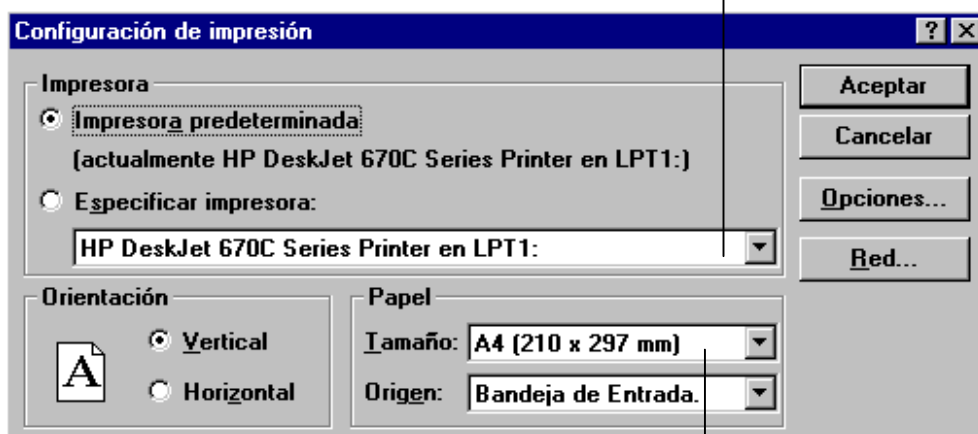 Configuración de impresión
Impresora
Impresora predeterminada
(actualmente HP DeskJet 670C Series Printer en LPT1:)
Especificar impresora:
HP DeskJet 670C Series Printer en LPT1:
Aceptar
Cancelar
Opciones...
Red...
Orientación
A
Vertical
Horizontal
Papel
Tamaño: A4 (210 x 297 mm)
Origen: Bandeja de Entrada.